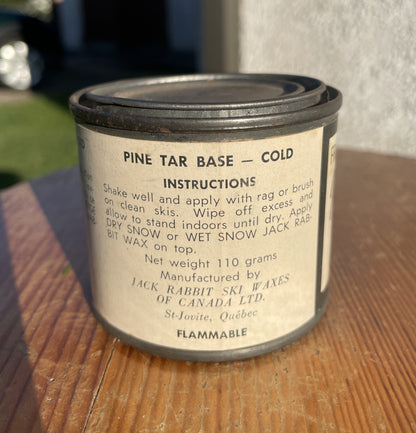 PINE TAR BASE — COLD
INSTRUCTIONS
Shake well and apply with rag or brush
on clean skis. Wipe off excess and
allow to stand indoors until dry. Apply
DRY SNOW or WET SNOW JACK RAB-
BIT WAX on top.
Net weight 110 grams
Manufactured by
JACK RABBIT SKI WAXES
OF CANADA LTD.
St-Jovite, Québec
FLAMMABLE